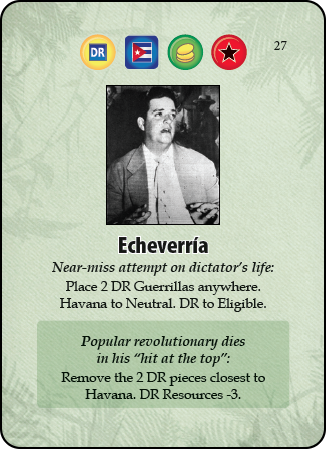 DR
27
Echeverría
Near-miss attempt on dictator's life:
Place 2 DR Guerrillas anywhere.
Havana to Neutral. DR to Eligible.
Popular revolutionary dies
in his "hit at the top":
Remove the 2 DR pieces closest to
Havana. DR Resources -3.